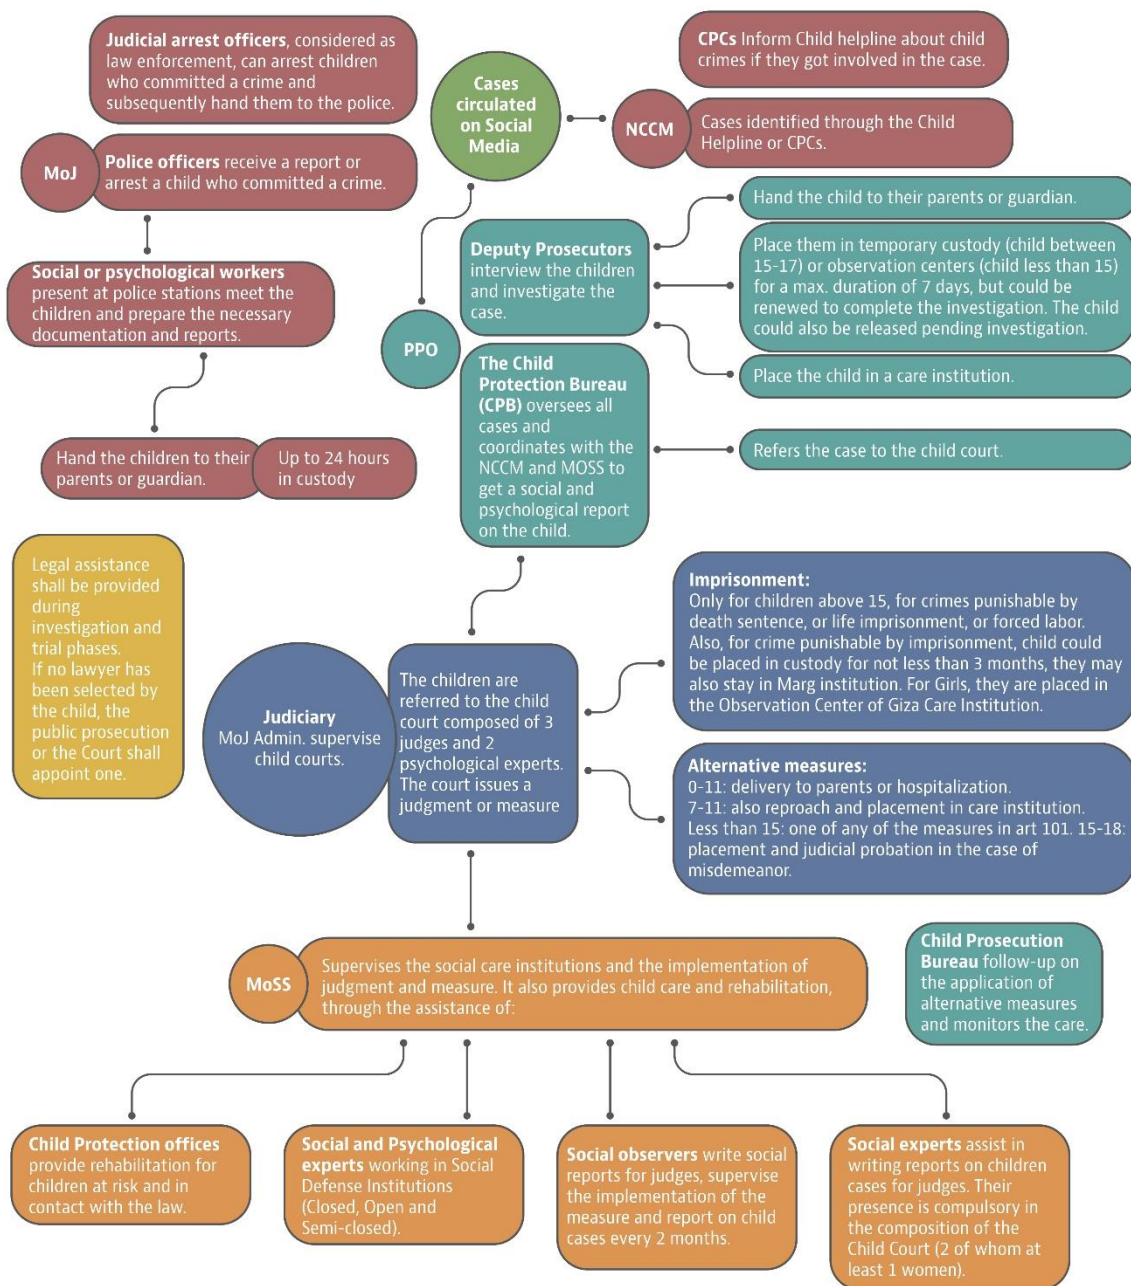 Judicial arrest officers, considered as
law enforcement, can arrest children
who committed a crime and
subsequently hand them to the police.
MoJ
Police officers receive a report or
arrest a child who committed a crime.
Social or psychological workers
present at police stations meet the
children and prepare the necessary
documentation and reports.
Hand the children to their
parents or guardian.
Up to 24 hours
in custody
Cases
circulated
on Social
Media
CPCs Inform Child helpline about child
crimes if they got involved in the case.
NCCM
Cases identified through the Child
Helpline or CPCs.
PPO
Deputy Prosecutors
interview the children
and investigate the
case.
Hand the child to their parents or guardian.
Place them in temporary custody (child between
15-17) or observation centers (child less than 15)
for a max. duration of 7 days, but could be
renewed to complete the investigation. The child
could also be released pending investigation.
Place the child in a care institution.
The Child
Protection Bureau
(CPB) oversees all
cases and
coordinates with the
NCCM and MOSS to
get a social and
psychological report
on the child.
Refers the case to the child court.
Legal assistance
shall be provided
during
investigation and
trial phases.
If no lawyer has
been selected by
the child, the
public prosecution
or the Court shall
appoint one.
Judiciary
MoJ Admin. supervise
child courts.
The children are
referred to the child
court composed of 3
judges and 2
psychological experts.
The court issues a
judgment or measure
Imprisonment:
Only for children above 15, for crimes punishable by
death sentence, or life imprisonment, or forced labor.
Also, for crime punishable by imprisonment, child could
be placed in custody for not less than 3 months, they may
also stay in Marg institution. For Girls, they are placed in
the Observation Center of Giza Care Institution.
Alternative measures:
0-11: delivery to parents or hospitalization.
7-11: also reproach and placement in care institution.
Less than 15: one of any of the measures in art 101. 15-18:
placement and judicial probation in the case of
misdemeanor.
MoSS
Supervises the social care institutions and the implementation of
judgment and measure. It also provides child care and rehabilitation,
through the assistance of:
Child Prosecution
Bureau follow-up on
the application of
alternative measures
and monitors the care.
Child Protection offices
provide rehabilitation for
children at risk and in
contact with the law.
Social and Psychological
experts working in Social
Defense Institutions
(Closed, Open and
Semi-closed).
Social observers write social
reports for judges, supervise
the implementation of the
measure and report on child
cases every 2 months.
Social experts assist in
writing reports on children
cases for judges. Their
presence is compulsory in
the composition of the
Child Court (2 of whom at
least 1 women).